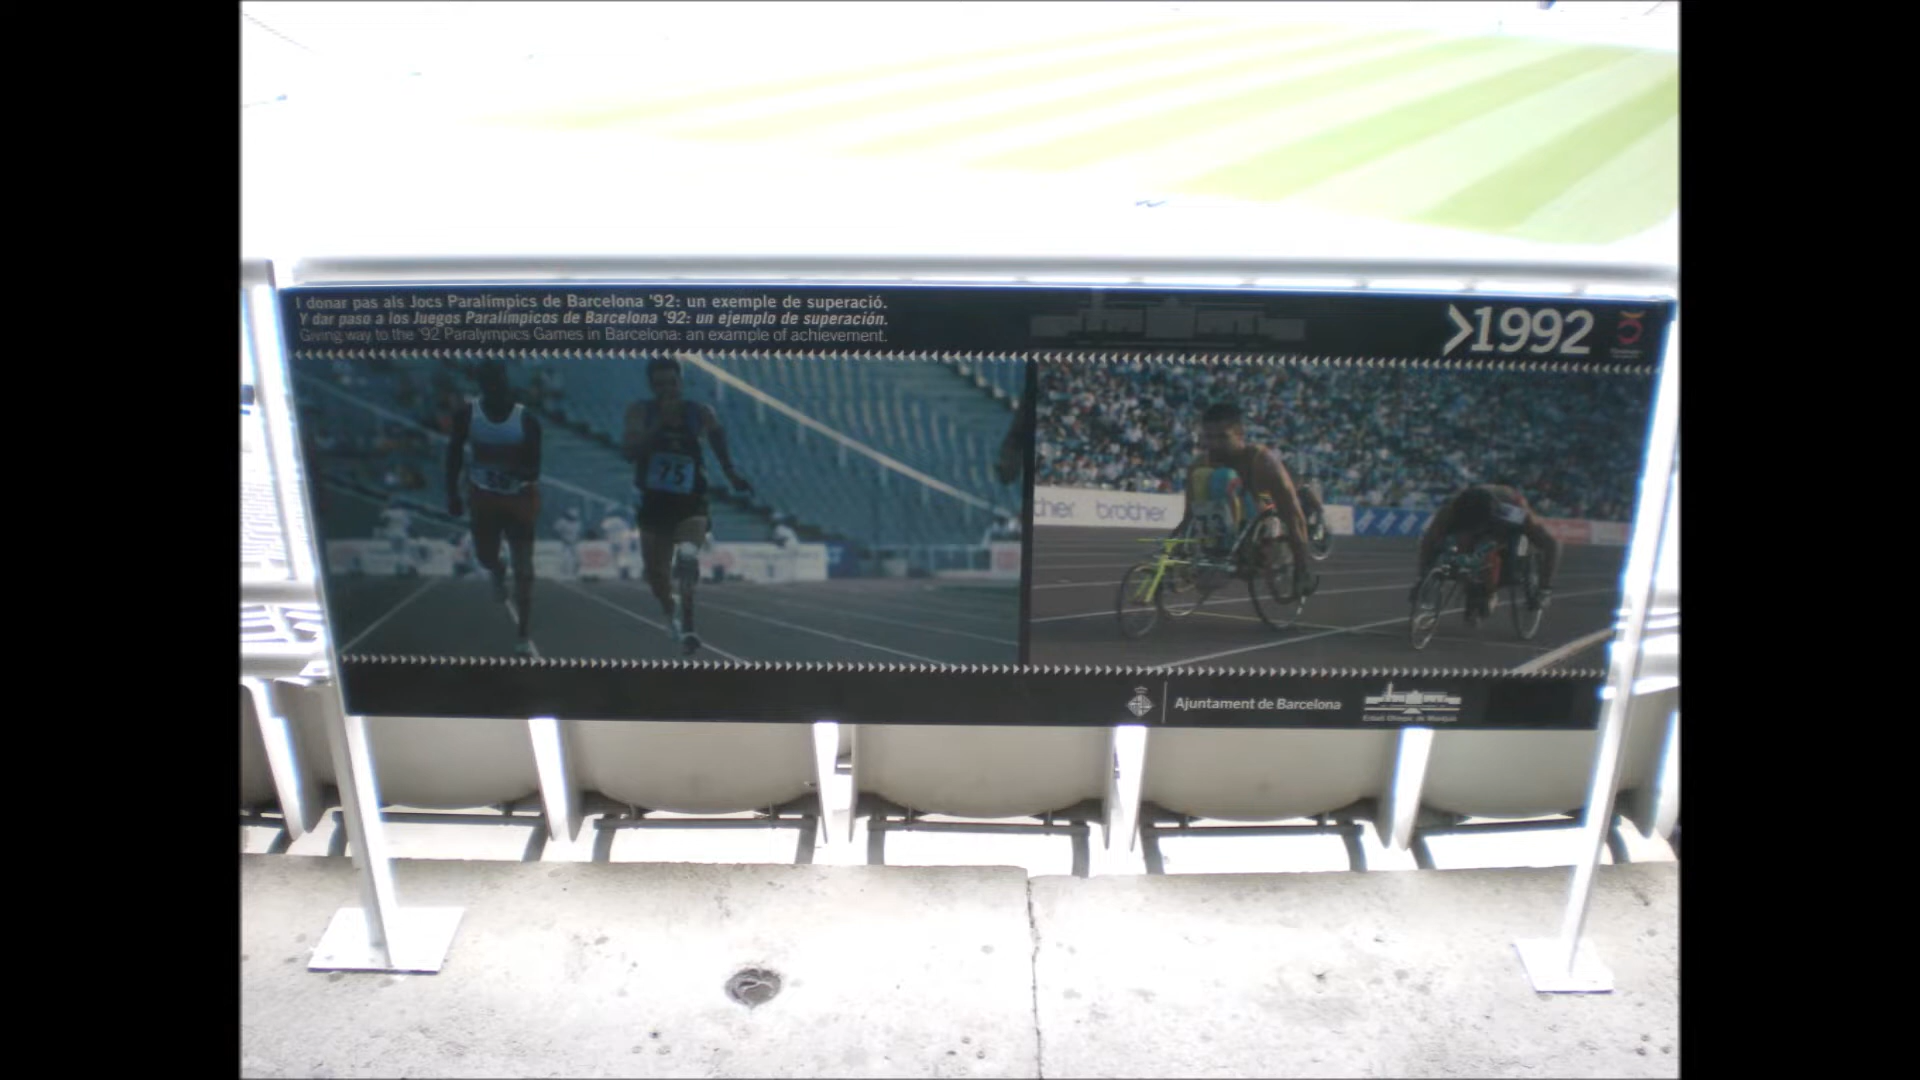 I donar pas als Jocs Paralímpics de Barcelona '92: un exemple de superació.
Y dar paso a los Juegos Paralímpicos de Barcelona '92: un ejemplo de superación.
Giving way to the '92 Paralympics Games in Barcelona: an example of achievement.
>1992
75
brother
Ajuntament de Barcelona